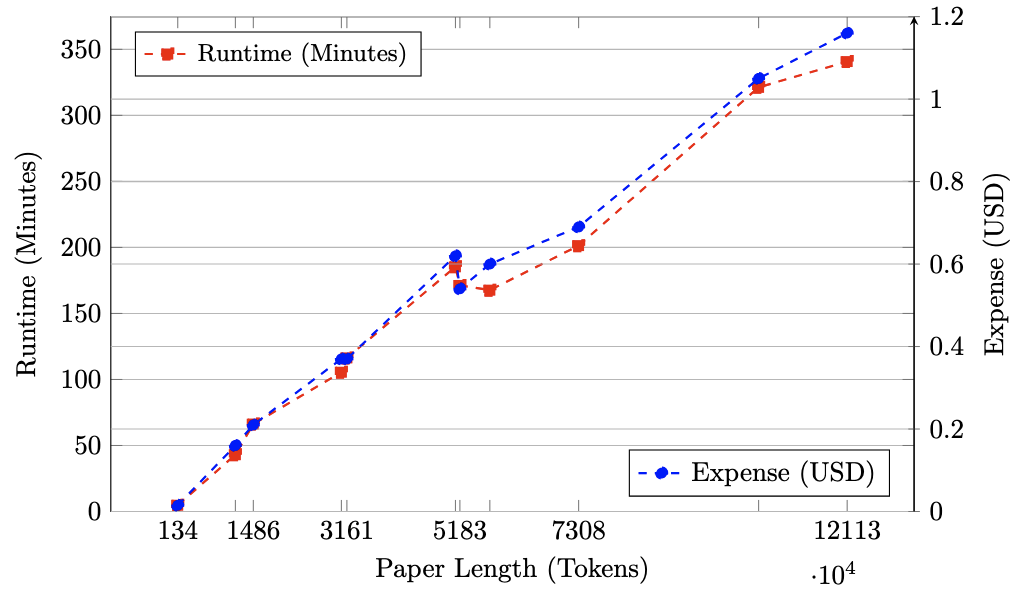 Runtime (Minutes)
Expense (USD)
350
300
250
200
150
100
50
0
Runtime (Minutes)
1.2
1
0.8
0.6
0.4
0.2
0
Expense (USD)
134 1486 3161 5183 7308 12113
Paper Length (Tokens)
·10⁴